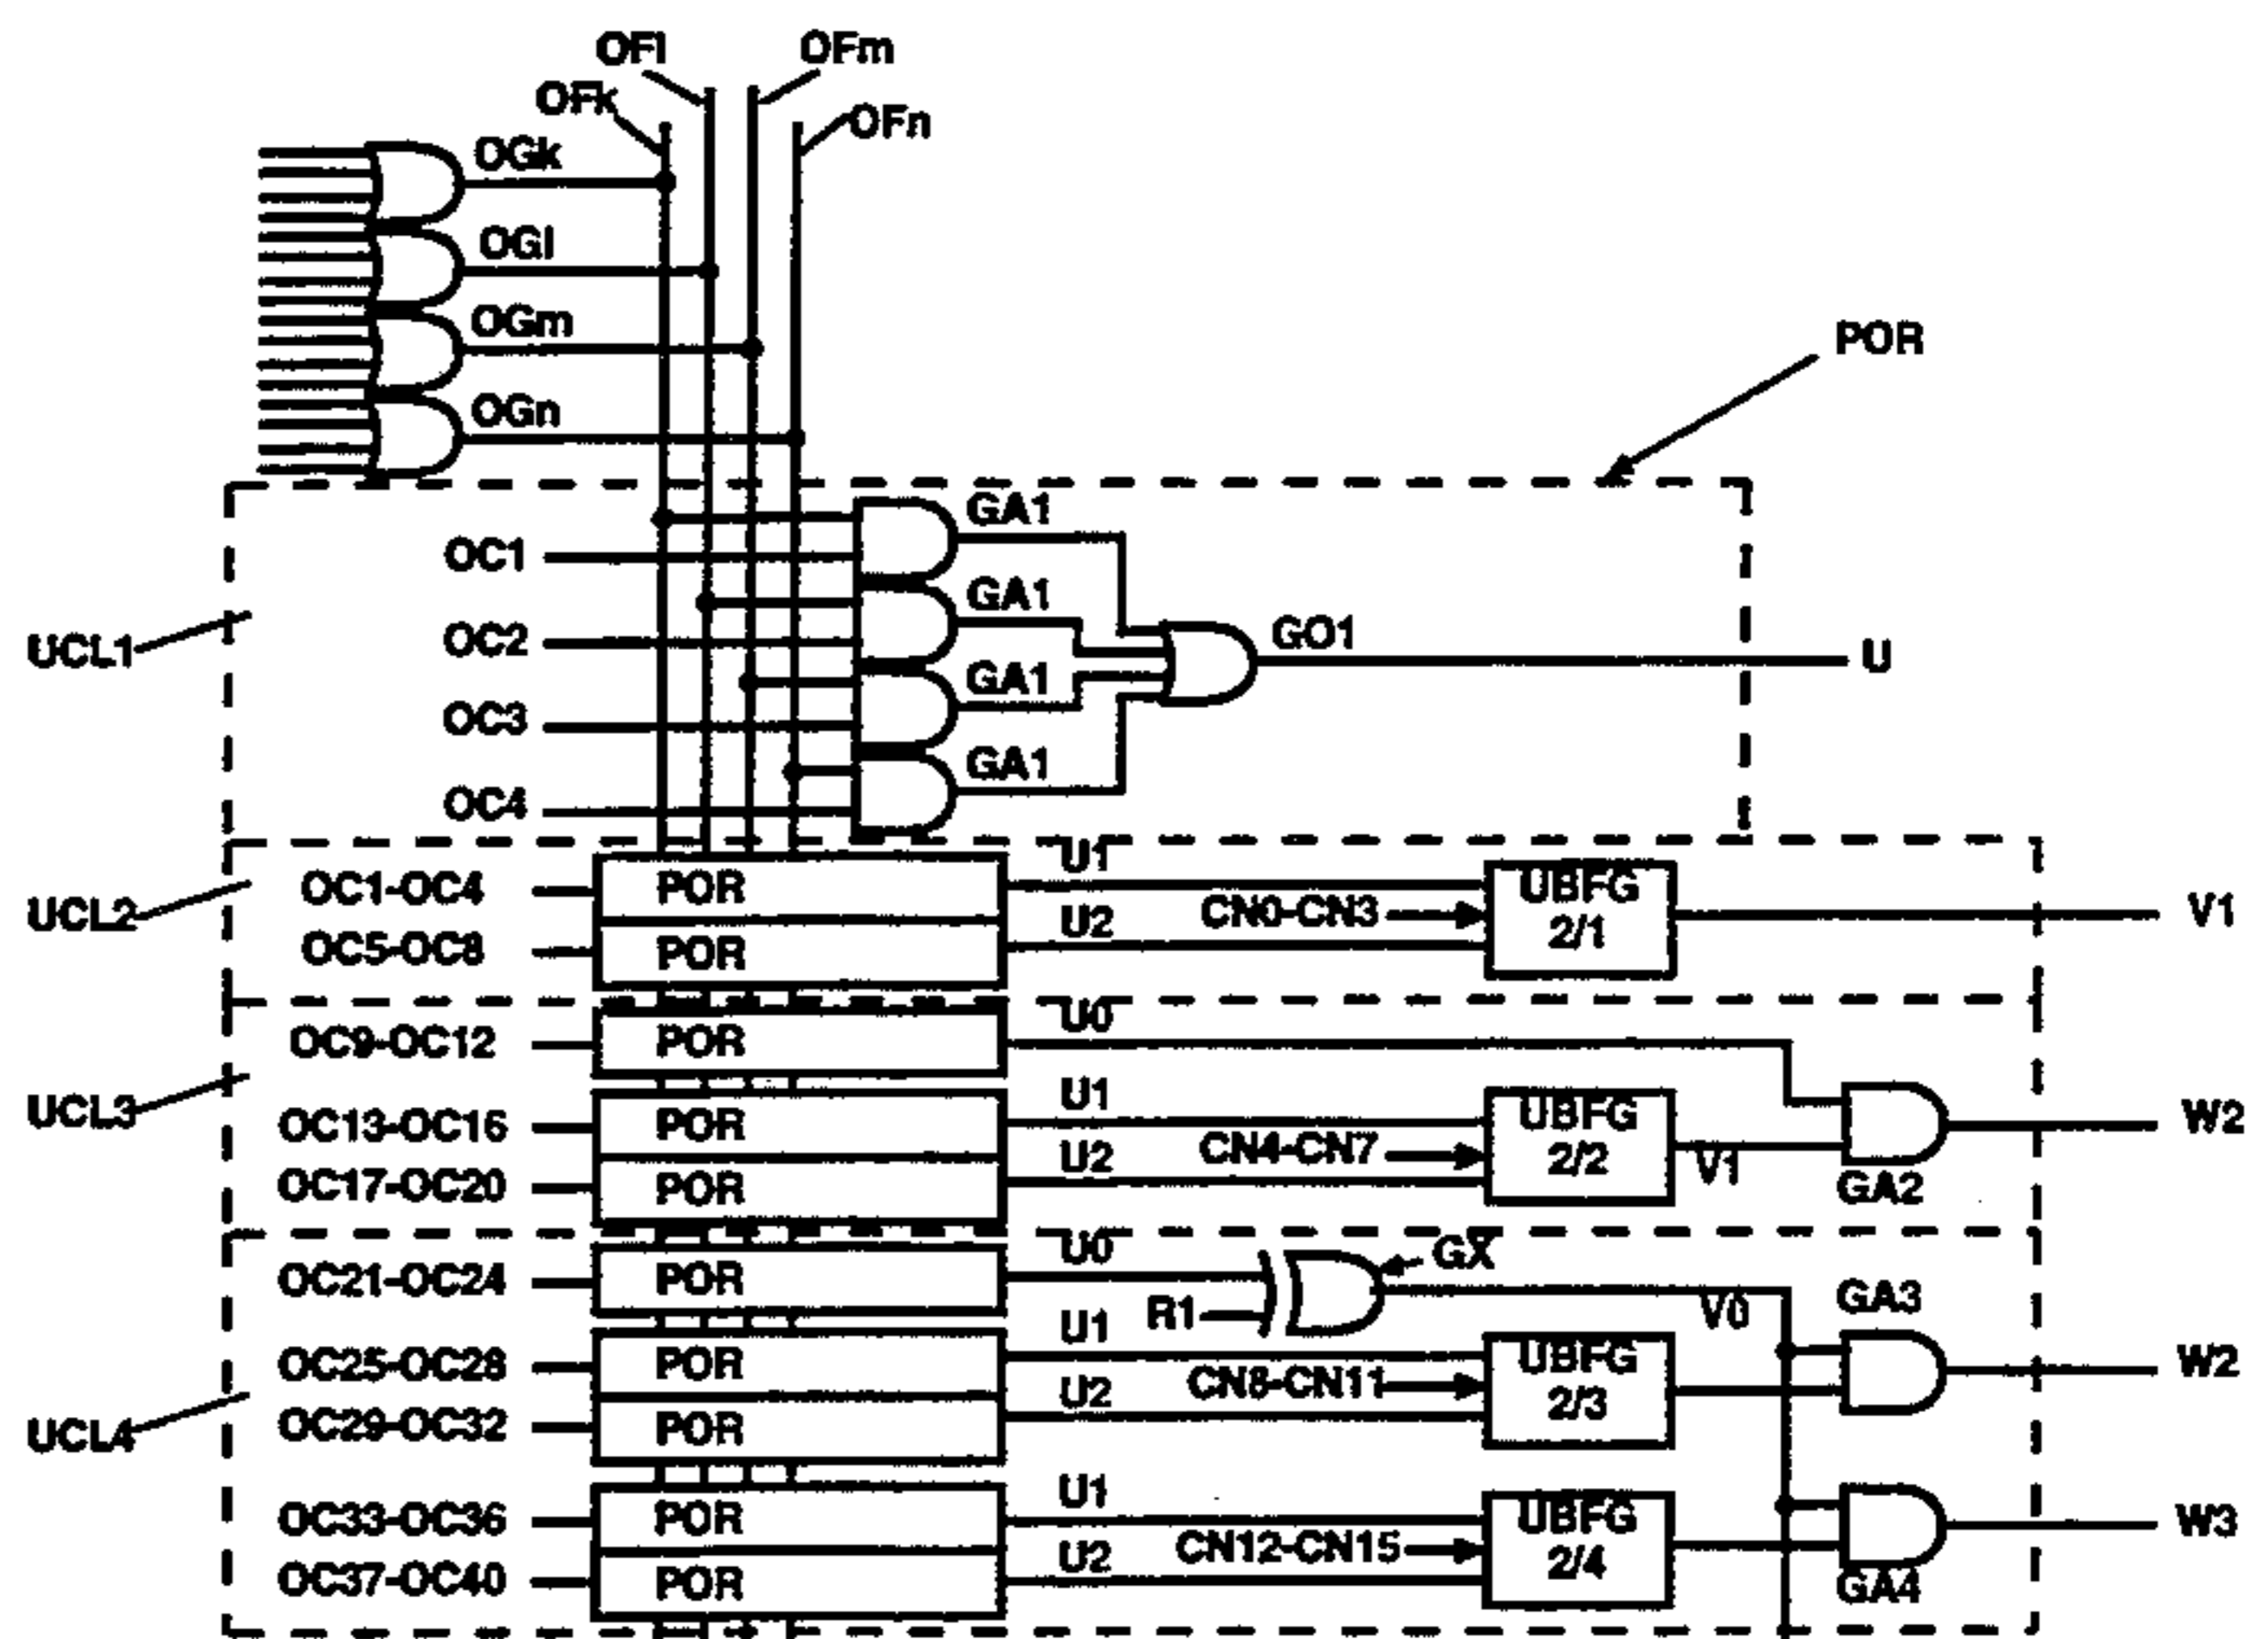 OFl
OFm
OFk
OFn
OGk
OGl
OGm
OGn
POR
GA1
OC1
GA1
OC2
GO1
U
UCL1
GA1
OC3
GA1
OC4
UCL2
OC1-OC4
POR
U1
UBFG
2/1
CN0-CN3
V1
OC5-OC8
POR
U2
UCL3
OC9-OC12
POR
U0
OC13-OC16
POR
U1
UBFG
2/2
CN4-CN7
V1
W2
GA2
OC17-OC20
POR
U2
UCL4
OC21-OC24
POR
U0
GX
R1
V0
GA3
OC25-OC28
POR
U1
UBFG
2/3
CN8-CN11
W2
OC29-OC32
POR
U2
OC33-OC36
POR
U1
UBFG
2/4
CN12-CN15
W3
GA4
OC37-OC40
POR
U2